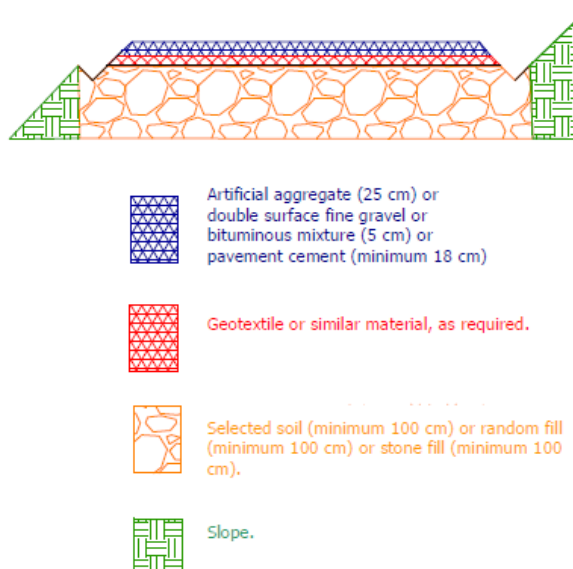 Artificial aggregate (25 cm) or
double surface fine gravel or
bituminous mixture (5 cm) or
pavement cement (minimum 18 cm)
Geotextile or similar material, as required.
Selected soil (minimum 100 cm) or random fill
(minimum 100 cm) or stone fill (minimum 100
cm).
Slope.